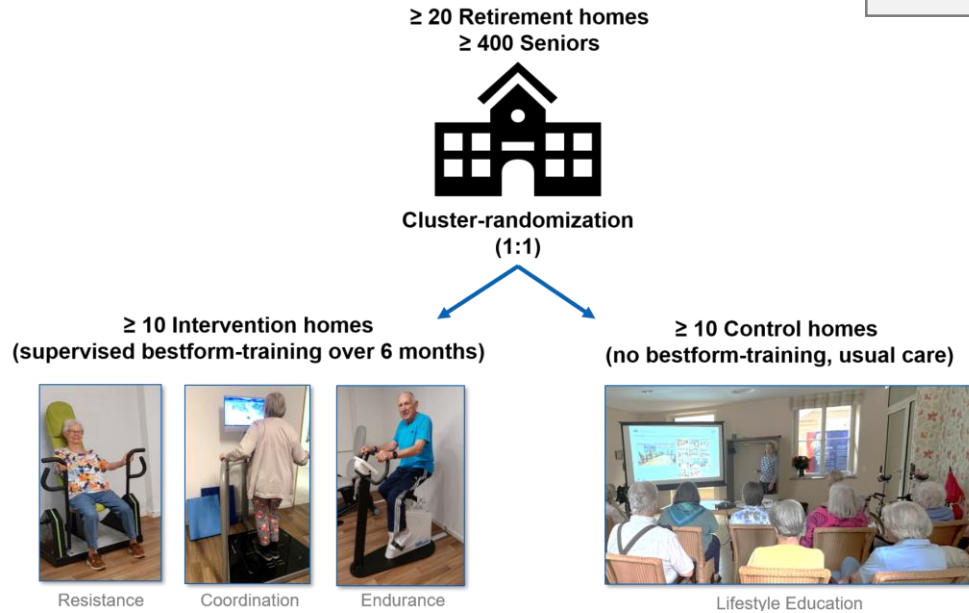 ≥ 20 Retirement homes
≥ 400 Seniors
Cluster-randomization
(1:1)
≥ 10 Intervention homes
(supervised bestform-training over 6 months)
≥ 10 Control homes
(no bestform-training, usual care)
Resistance
Coordination
Endurance
Lifestyle Education